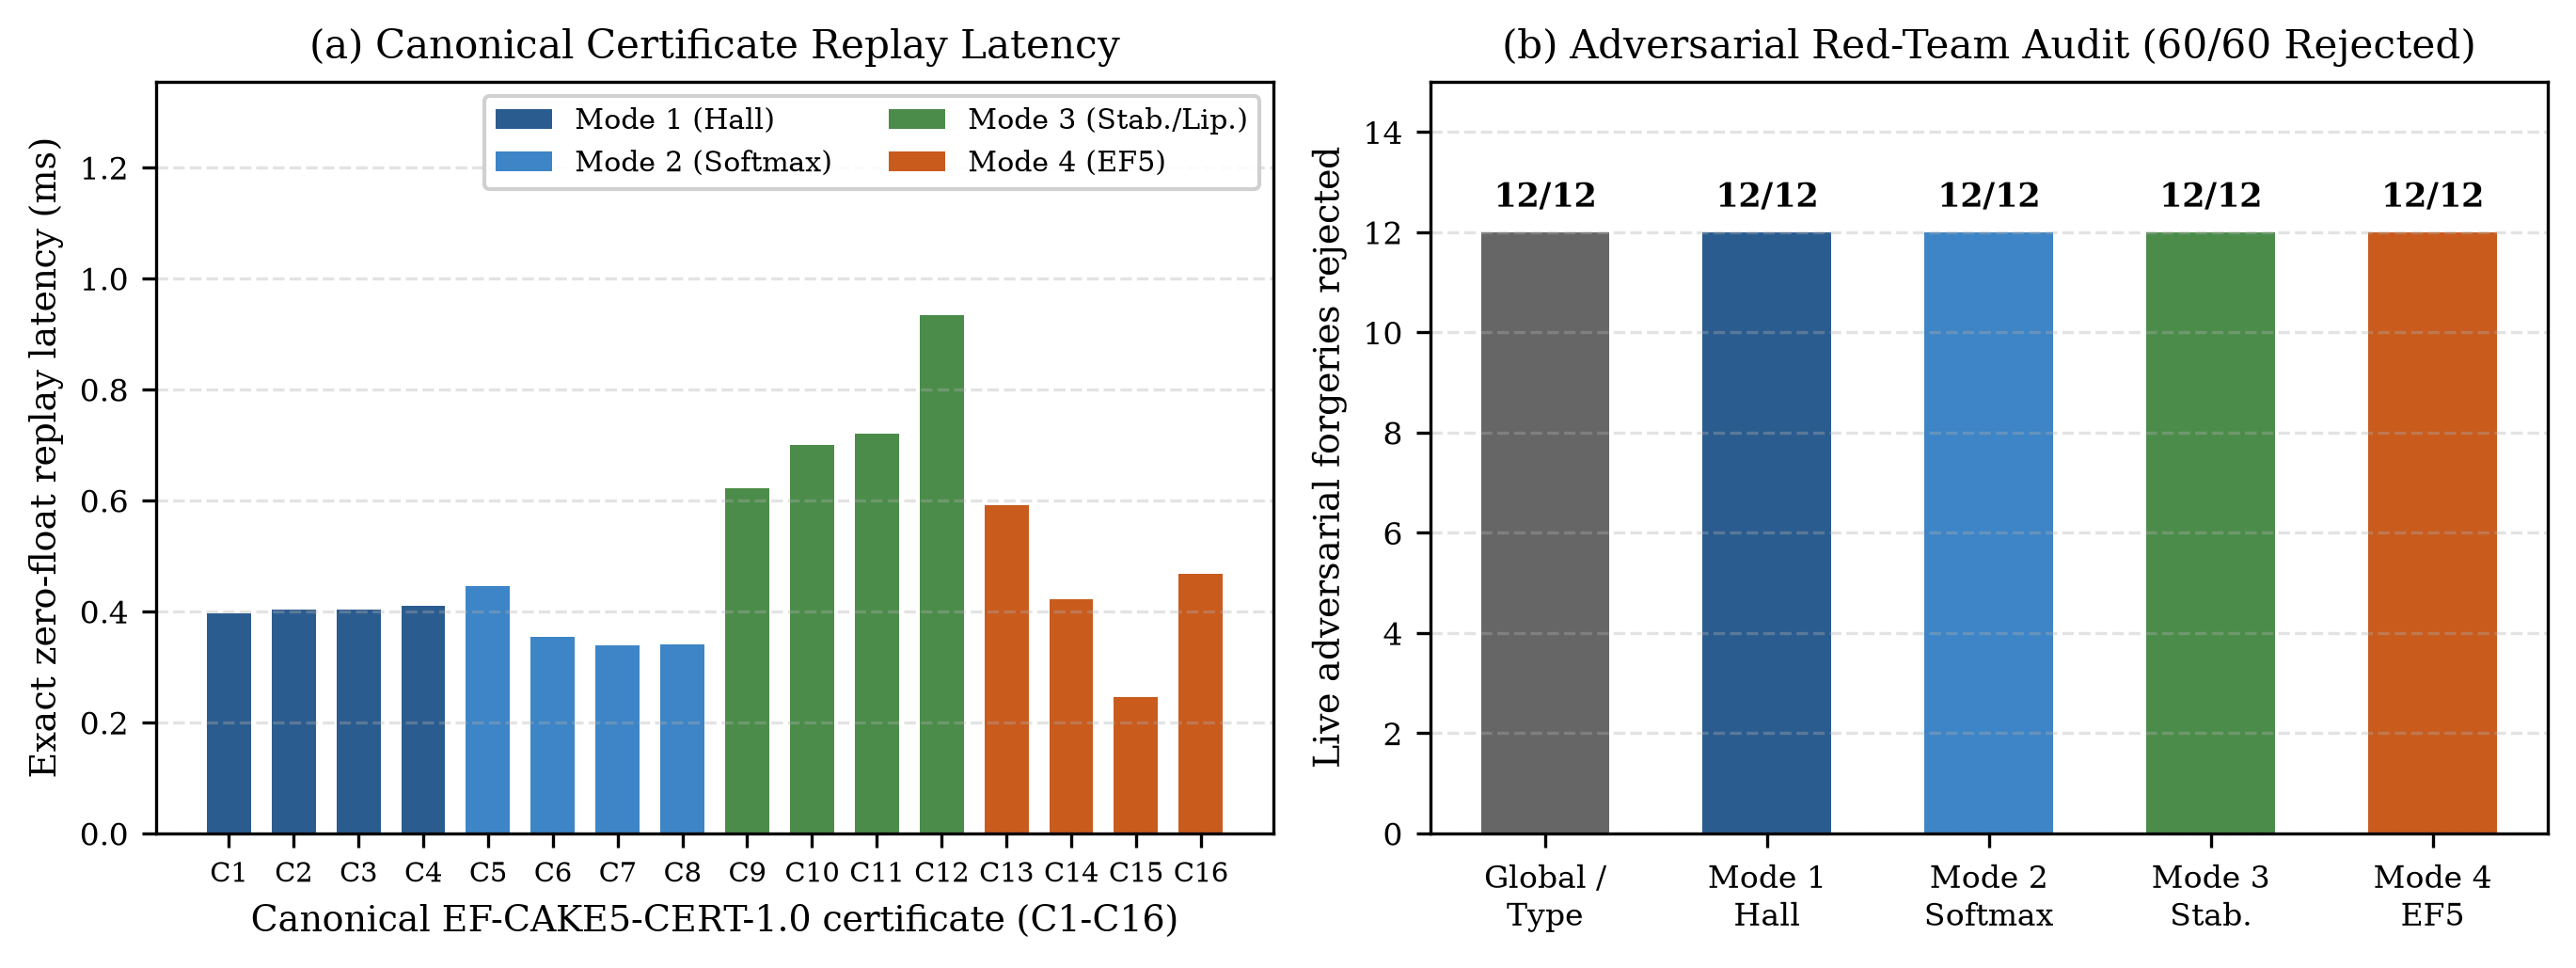 (a) Canonical Certificate Replay Latency
Exact zero-float replay latency (ms)
1.2
1.0
0.8
0.6
0.4
0.2
0.0
Mode 1 (Hall)
Mode 2 (Softmax)
Mode 3 (Stab./Lip.)
Mode 4 (EF5)
C1 C2 C3 C4 C5 C6 C7 C8 C9 C10 C11 C12 C13 C14 C15 C16
Canonical EF-CAKE5-CERT-1.0 certificate (C1-C16)
(b) Adversarial Red-Team Audit (60/60 Rejected)
Live adversarial forgeries rejected
14
12
10
8
6
4
2
0
12/12 12/12 12/12 12/12 12/12
Global /
Type
Mode 1
Hall
Mode 2
Softmax
Mode 3
Stab.
Mode 4
EF5